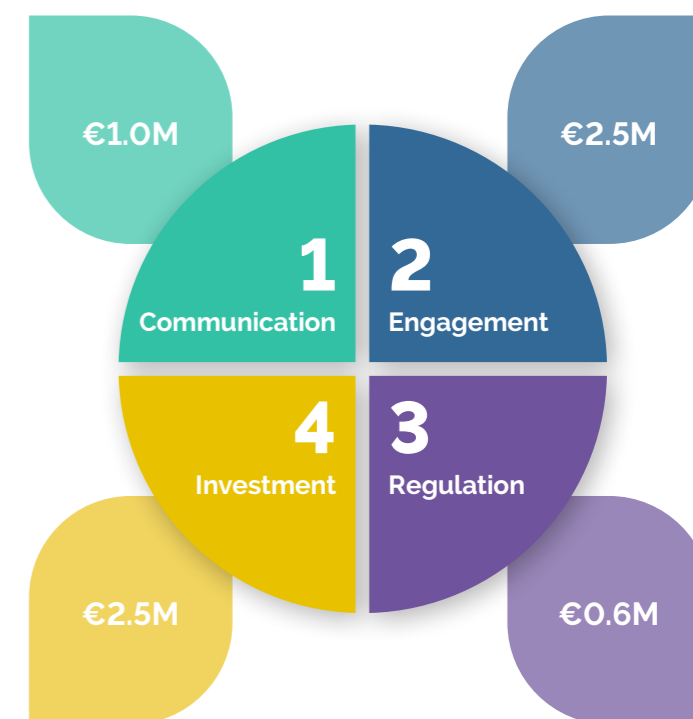 €1.0M
€2.5M
1
Communication
2
Engagement
4
Investment
3
Regulation
€2.5M
€0.6M